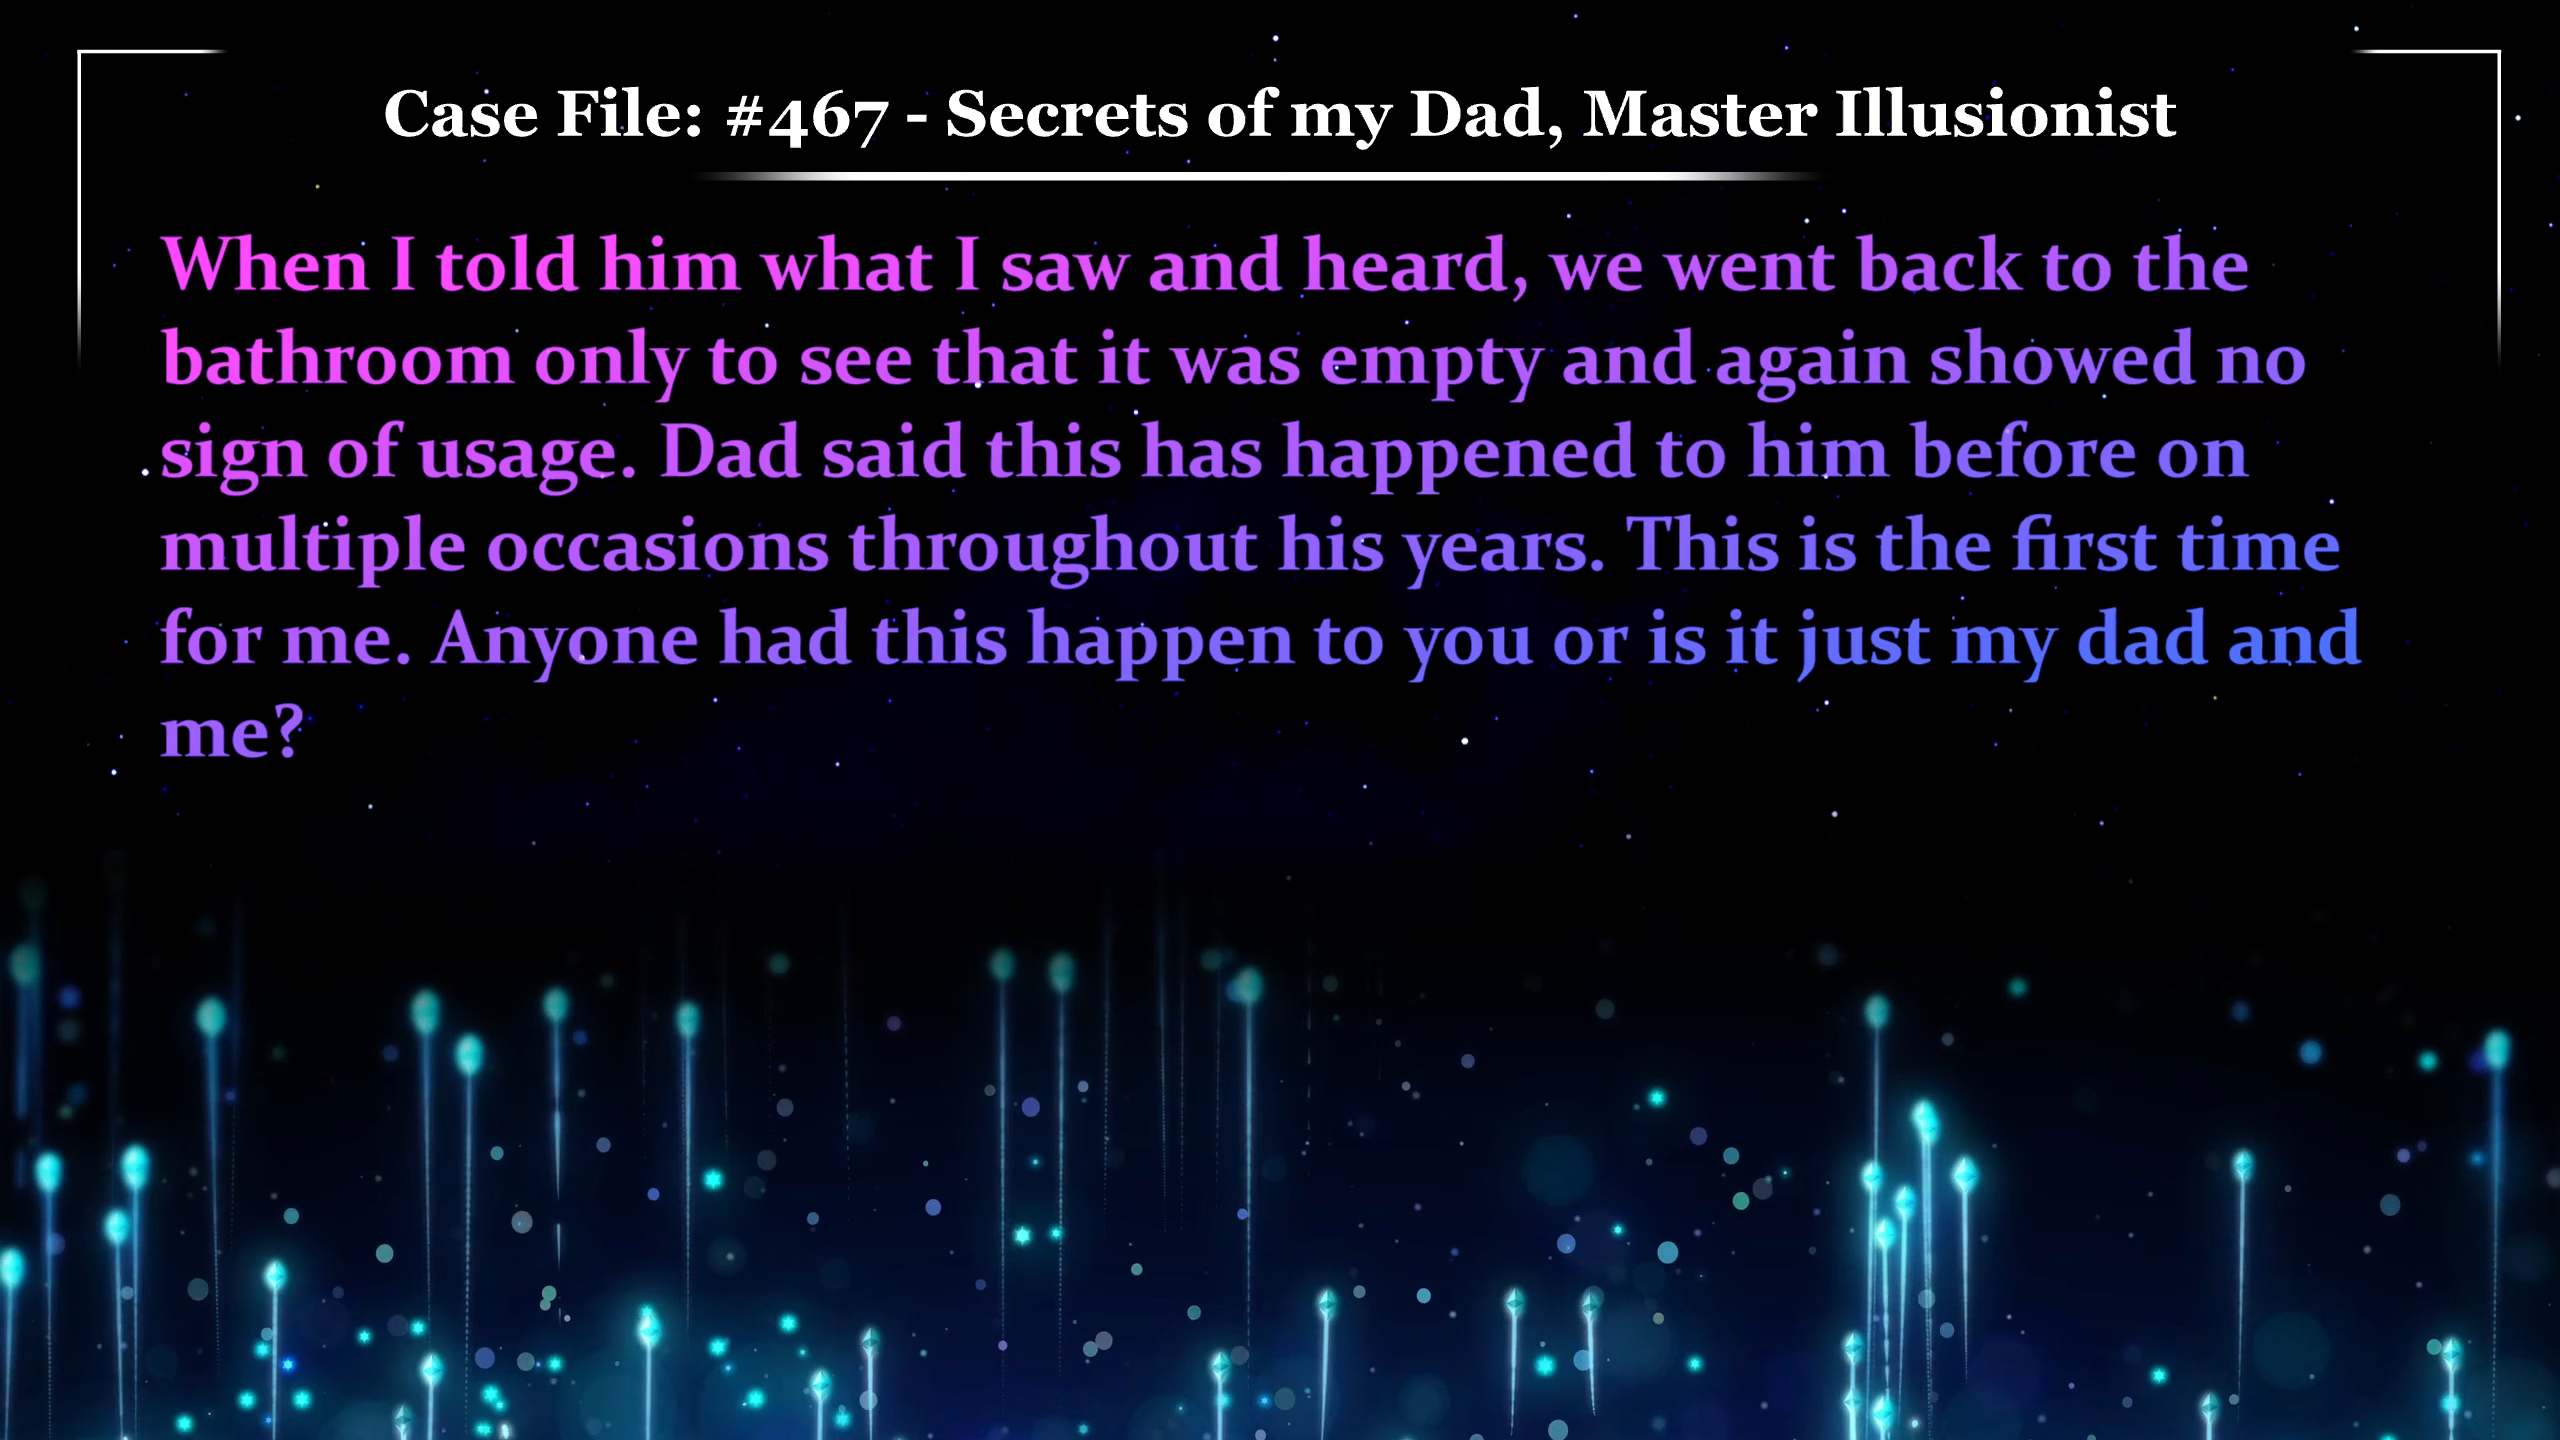 Case File: #467 - Secrets of my Dad, Master Illusionist
When I told him what I saw and heard, we went back to the
bathroom only to see that it was empty and again showed no
sign of usage. Dad said this has happened to him before on
multiple occasions throughout his years. This is the first time
for me. Anyone had this happen to you or is it just my dad and
me?